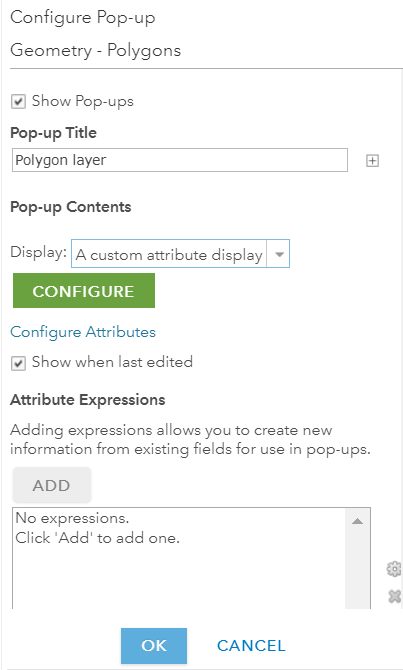 Configure Pop-up
Geometry - Polygons
Show Pop-ups
Pop-up Title
Polygon layer
Pop-up Contents
Display: A custom attribute display
CONFIGURE
Configure Attributes
Show when last edited
Attribute Expressions
Adding expressions allows you to create new
information from existing fields for use in pop-ups.
ADD
No expressions.
Click 'Add' to add one.
OK CANCEL